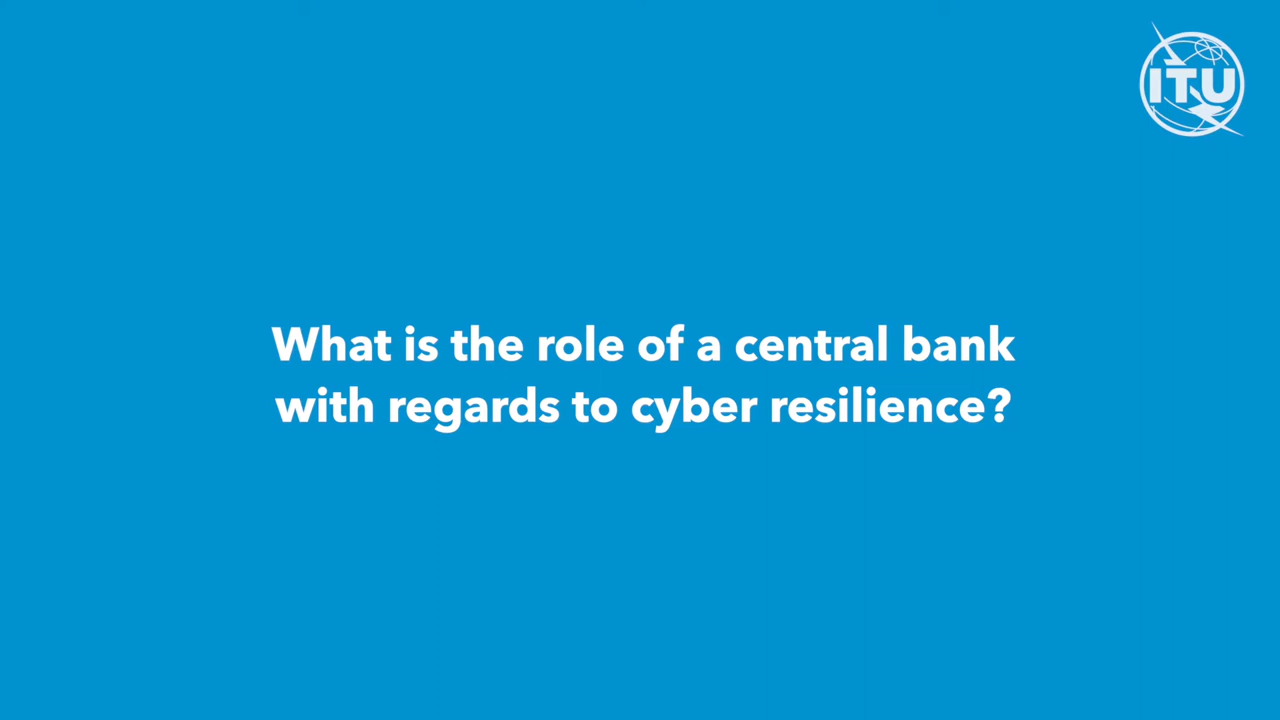 ITU
What is the role of a central bank
with regards to cyber resilience?